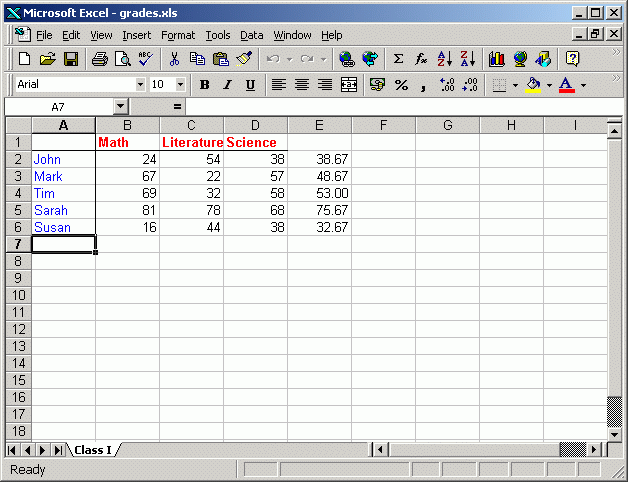 Microsoft Excel - grades.xls
File Edit View Insert Format Tools Data Window Help
Arial 10 B I U % , A
A7 =
A B C D E F G H I
1 Math Literature Science
2 John 24 54 38 38.67
3 Mark 67 22 57 48.67
4 Tim 69 32 58 53.00
5 Sarah 81 78 68 75.67
6 Susan 16 44 38 32.67
7
8
9
10
11
12
13
14
15
16
17
18
Class I
Ready